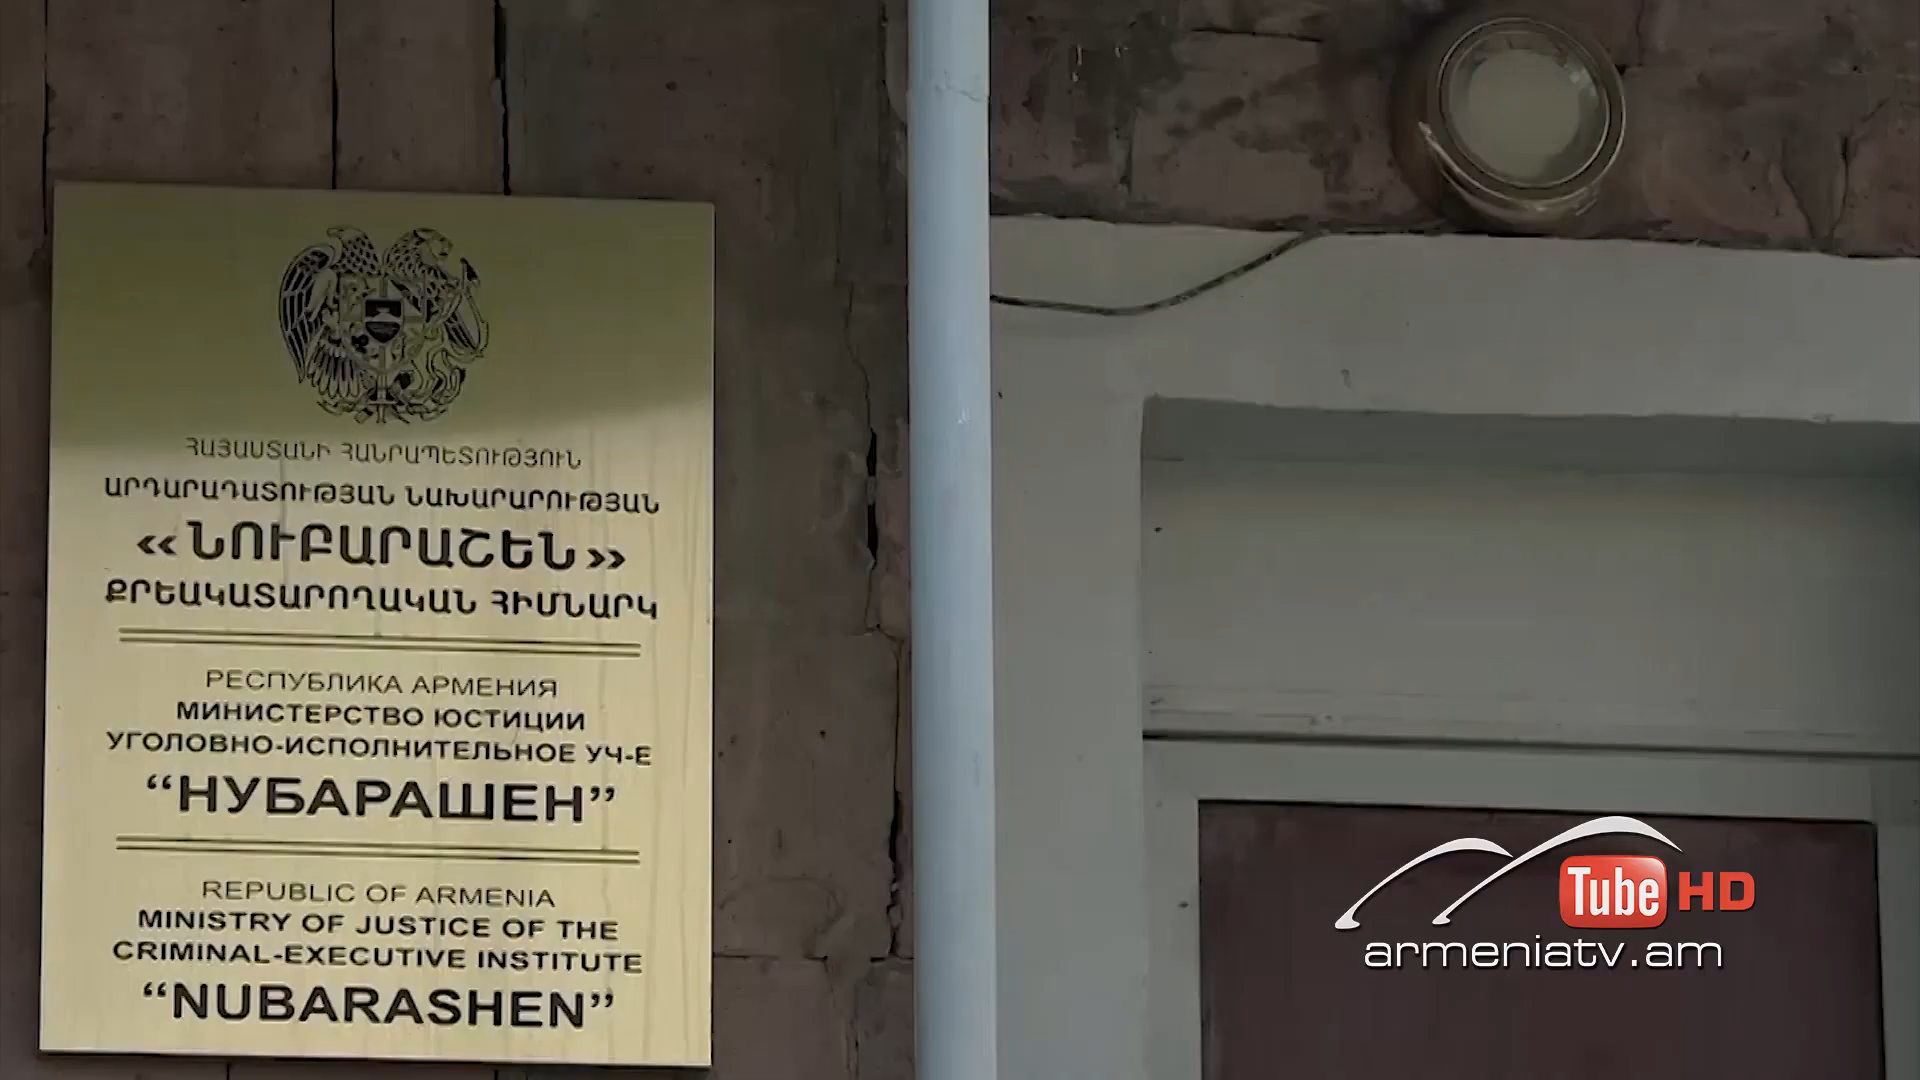 ՀԱՅԱՍՏԱՆԻ ՀԱՆՐԱՊԵՏՈՒԹՅՈՒՆ
ԱՐԴԱՐԱԴԱՏՈՒԹՅԱՆ ՆԱԽԱՐԱՐՈՒԹՅԱՆ
«ՆՈՒԲԱՐԱՇԵՆ»
ՔՐԵԱԿԱՏԱՐՈՂԱԿԱՆ ՀԻՄՆԱՐԿ
РЕСПУБЛИКА АРМЕНИЯ
МИНИСТЕРСТВО ЮСТИЦИИ
УГОЛОВНО-ИСПОЛНИТЕЛЬНОЕ УЧ-Е
“НУБАРАШЕН”
REPUBLIC OF ARMENIA
MINISTRY OF JUSTICE OF THE
CRIMINAL-EXECUTIVE INSTITUTE
“NUBARASHEN”
Tube HD
armeniatv.am